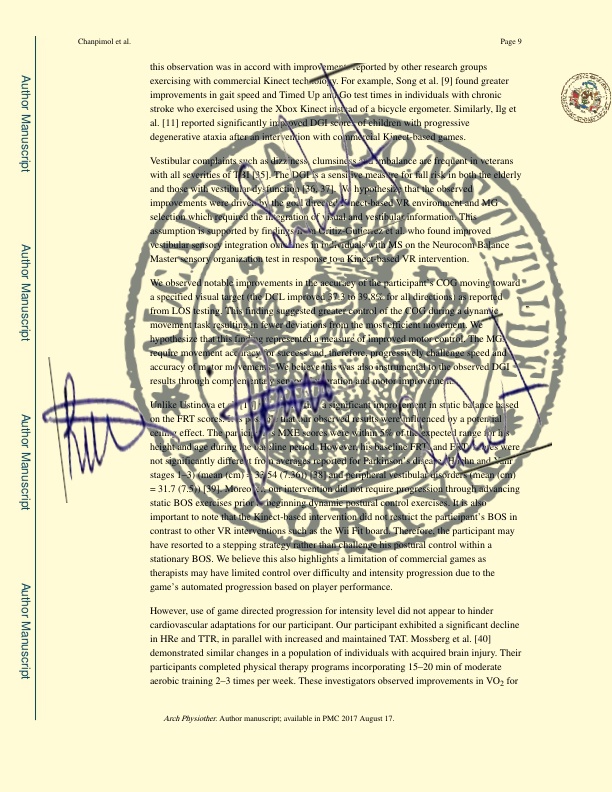 Chanpimol et al.
Page 9
this observation was in accord with improvements reported by other research groups
exercising with commercial Kinect technology. For example, Song et al. [9] found greater
improvements in gait speed and Timed Up and Go test times in individuals with chronic
stroke who exercised using the Xbox Kinect instead of a bicycle ergometer. Similarly, Ilg et
al. [11] reported significantly improved DGI scores of children with progressive
degenerative ataxia after an intervention with commercial Kinect-based games.
Vestibular complaints such as dizziness, clumsiness and imbalance are frequent in veterans
with all severities of TBI [35]. The DGI is a sensitive measure for fall risk in both the elderly
and those with vestibular dysfunction [36, 37]. We hypothesize that the observed
improvements were driven by the goal directed Kinect-based VR environment and MG
selection which required the integration of visual and vestibular information. This
assumption is supported by findings from Ortiz-Gutierrez et al. who found improved
vestibular sensory integration outcomes in individuals with MS on the Neurocom Balance
Master sensory organization test in response to a Kinect-based VR intervention.
We observed notable improvements in the accuracy of the participant's COG moving toward
a specified visual target (the DCL improved 37.3 to 39.8% for all directions) as reported
from LOS testing. This finding suggested greater control of the COG during a dynamic
movement task resulting in fewer deviations from the most efficient movement. We
hypothesize that this finding represented a measure of improved motor control. The MG
require movement accuracy for success and, therefore, progressively challenge speed and
accuracy of motor movement. We believe this was also instrumental to the observed DGI
results through complementary sensory integration and motor improvement.
Unlike Ustinova et al. a significant improvement in static balance based
on the FRT scores. It is possible that our observed results were influenced by a potential
ceiling effect. The participant's MXE scores were within 5% of the expected range for his
height and age during the baseline period. However, his baseline FRT and scores were
not significantly different from averages reported for Parkinson's disease (Hoehn and Yahr
stages 1–3) (mean (cm) = 33.54 (7.36)) [38] and peripheral vestibular disorders (mean (cm)
= 31.7 (7.5)) [39]. Moreover, our intervention did not require progression through advancing
static BOS exercises prior to beginning dynamic postural control exercises. It is also
important to note that the Kinect-based intervention did not restrict the participant's BOS in
contrast to other VR interventions such as the Wii Fit board. Therefore, the participant may
have resorted to a stepping strategy rather than challenge his postural control within a
stationary BOS. We believe this also highlights a limitation of commercial games as
therapists may have limited control over difficulty and intensity progression due to the
game's automated progression based on player performance.
However, use of game directed progression for intensity level did not appear to hinder
cardiovascular adaptations for our participant. Our participant exhibited a significant decline
in HRe and TTR, in parallel with increased and maintained TAT. Mossberg et al. [40]
demonstrated similar changes in a population of individuals with acquired brain injury. Their
participants completed physical therapy programs incorporating 15–20 min of moderate
aerobic training 2–3 times per week. These investigators observed improvements in VO2 for
Arch Physiother. Author manuscript; available in PMC 2017 August 17.
Author Manuscript
Author Manuscript
Author Manuscript
Author Manuscript